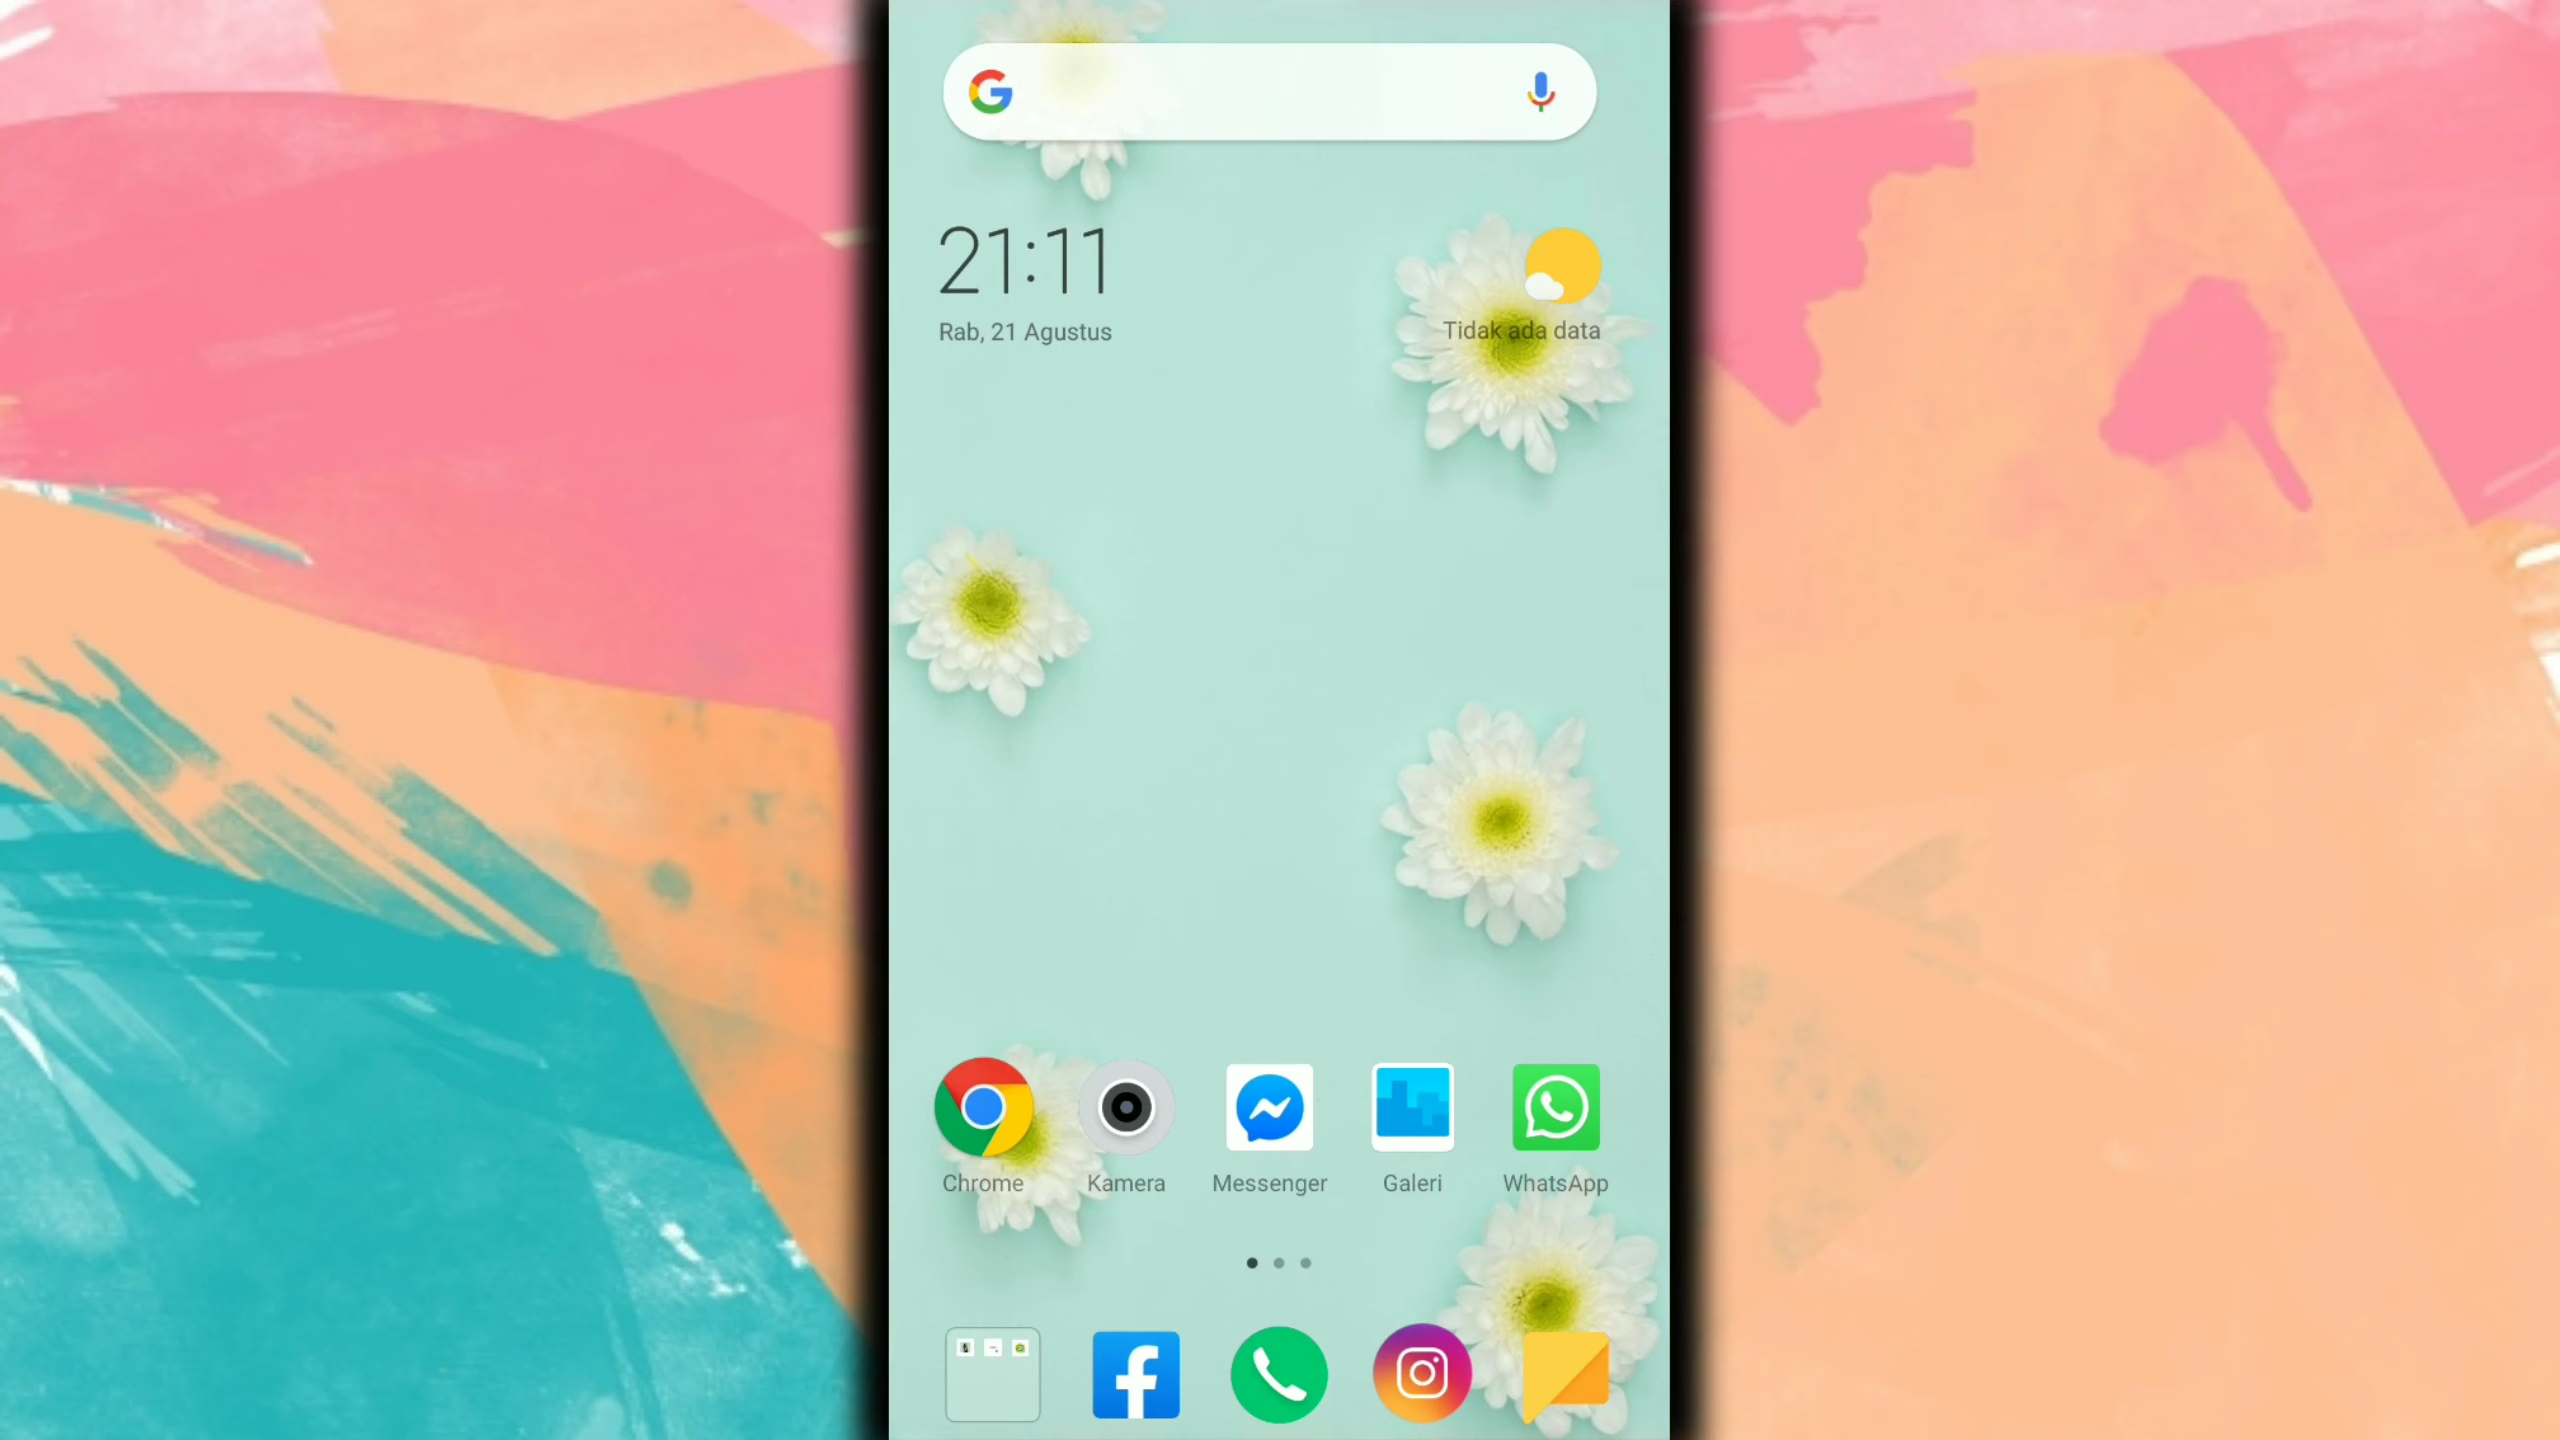 21:11
Rab, 21 Agustus
Tidak ada data
Chrome
Kamera
Messenger
Galeri
WhatsApp